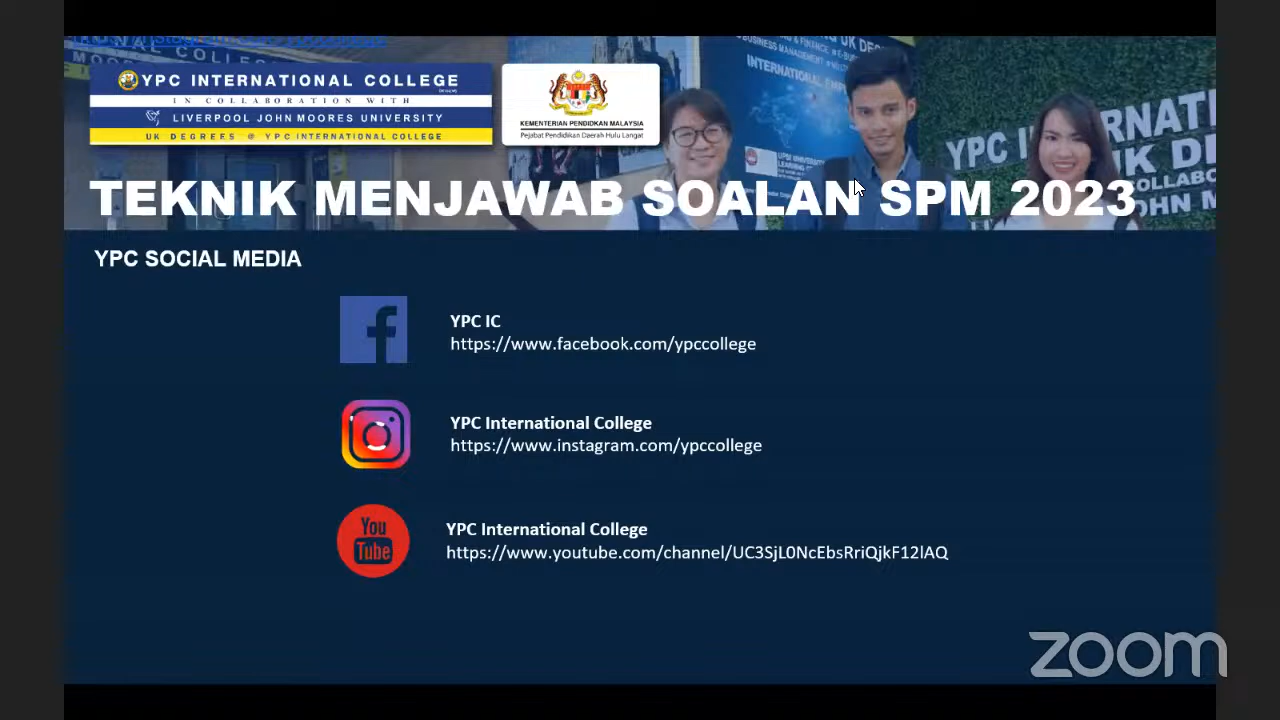 YPC INTERNATIONAL COLLEGE
IN COLLABORATION WITH
LIVERPOOL JOHN MOORES UNIVERSITY
UK DEGREES @ YPC INTERNATIONAL COLLEGE
KEMENTERIAN PENDIDIKAN MALAYSIA
Pejabat Pendidikan Daerah Hulu Langat
TEKNIK MENJAWAB SOALAN SPM 2023
YPC SOCIAL MEDIA
YPC IC
https://www.facebook.com/ypccollege
YPC International College
https://www.instagram.com/ypccollege
You
Tube
YPC International College
https://www.youtube.com/channel/UC3SjL0NcEbsRriQjkF12lAQ
zoom